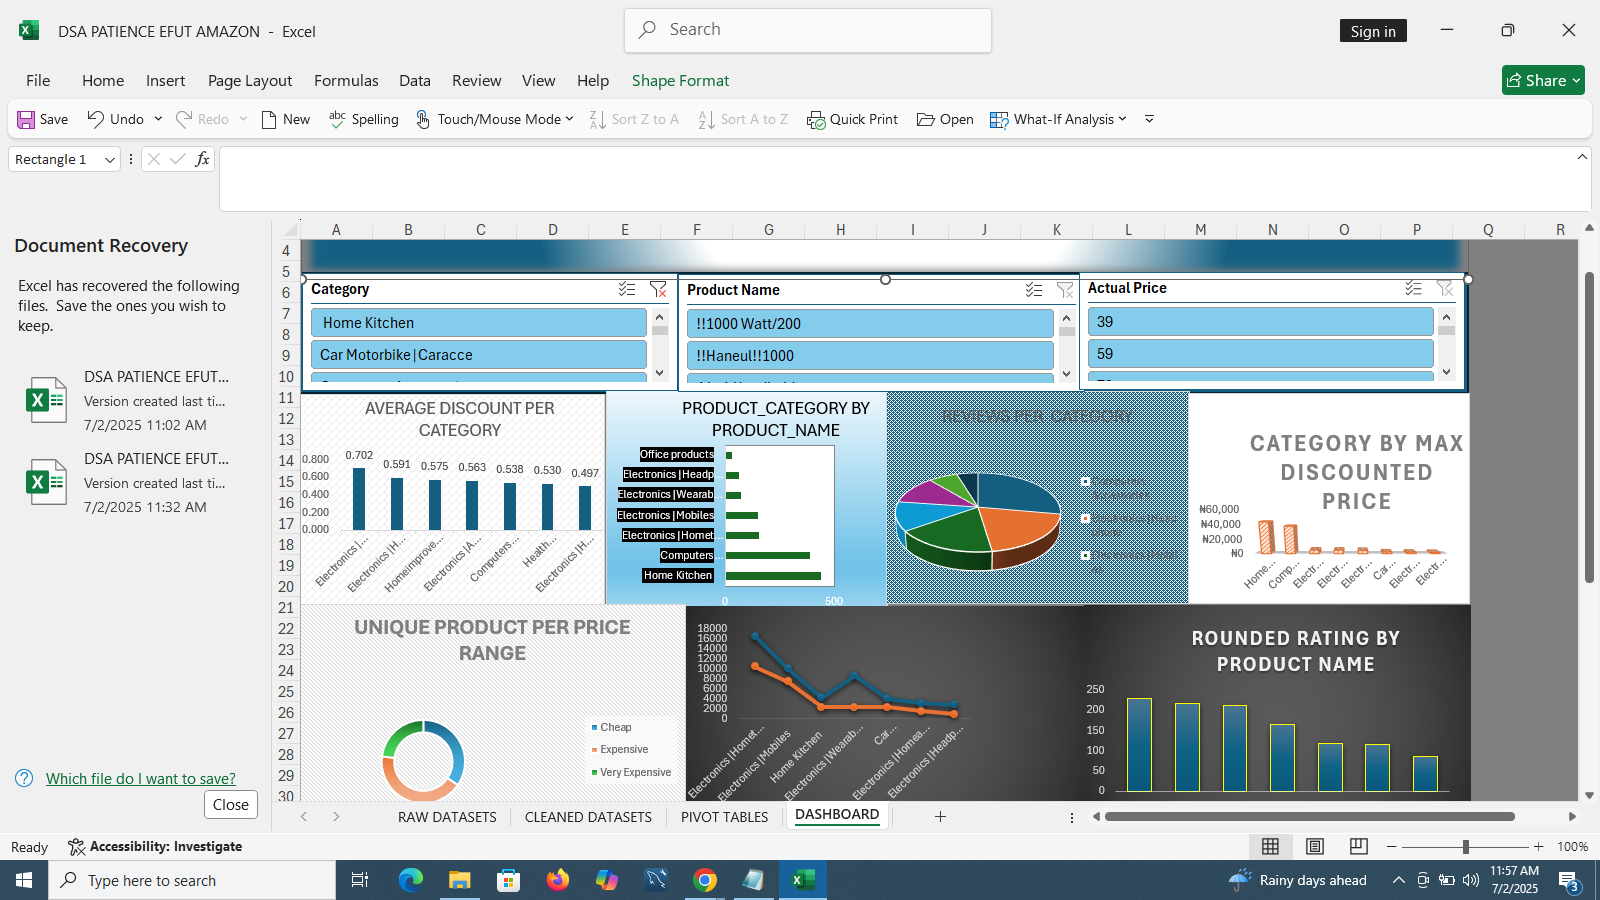 DSA PATIENCE EFUT AMAZON - Excel
Search
Sign in
File Home Insert Page Layout Formulas Data Review View Help Shape Format
Share
Save Undo Redo New Spelling Touch/Mouse Mode Sort Z to A Sort A to Z Quick Print Open What-If Analysis
Rectangle 1
fx
Document Recovery
Excel has recovered the following
files. Save the ones you wish to
keep.
DSA PATIENCE EFUT...
Version created last ti...
7/2/2025 11:02 AM
DSA PATIENCE EFUT...
Version created last ti...
7/2/2025 11:32 AM
Which file do I want to save?
Close
A B C D E F G H I J K L M N O P Q R
4
5
6
7
8
9
10
11
12
13
14
15
16
17
18
19
20
21
22
23
24
25
26
27
28
29
30
Category
Home Kitchen
Car Motorbike|Caracce
Product Name
!!1000 Watt/200
!!Haneul!!1000
Actual Price
39
59
AVERAGE DISCOUNT PER
CATEGORY
0.800
0.600
0.400
0.200
0.000
0.702 0.591 0.575 0.563 0.538 0.530 0.497
Electronics|...
Electronics|H...
Homeimprove...
Electronics|A...
Computers...
Health...
Electronics|H...
PRODUCT_CATEGORY BY
PRODUCT_NAME
Office products
Electronics|Headp...
Electronics|Wearab...
Electronics|Mobiles
Electronics|Homet...
Computers...
Home Kitchen
0 500
REVIEWS PER CATEGORY
CATEGORY BY MAX
DISCOUNTED
PRICE
₦60,000
₦40,000
₦20,000
₦0
Home...
Comp...
Electr...
Electr...
Electr...
Car...
Electr...
Electr...
UNIQUE PRODUCT PER PRICE
RANGE
Cheap
Expensive
Very Expensive
18000
16000
14000
12000
10000
8000
6000
4000
2000
0
Electronics|Homet...
Electronics|Mobiles
Home Kitchen
Electronics|Wearab...
Car...
Electronics|Homea...
Electronics|Headp...
ROUNDED RATING BY
PRODUCT NAME
250
200
150
100
50
0
RAW DATASETS CLEANED DATASETS PIVOT TABLES DASHBOARD
Ready
Accessibility: Investigate
100%
Type here to search
Rainy days ahead
11:57 AM
7/2/2025
3